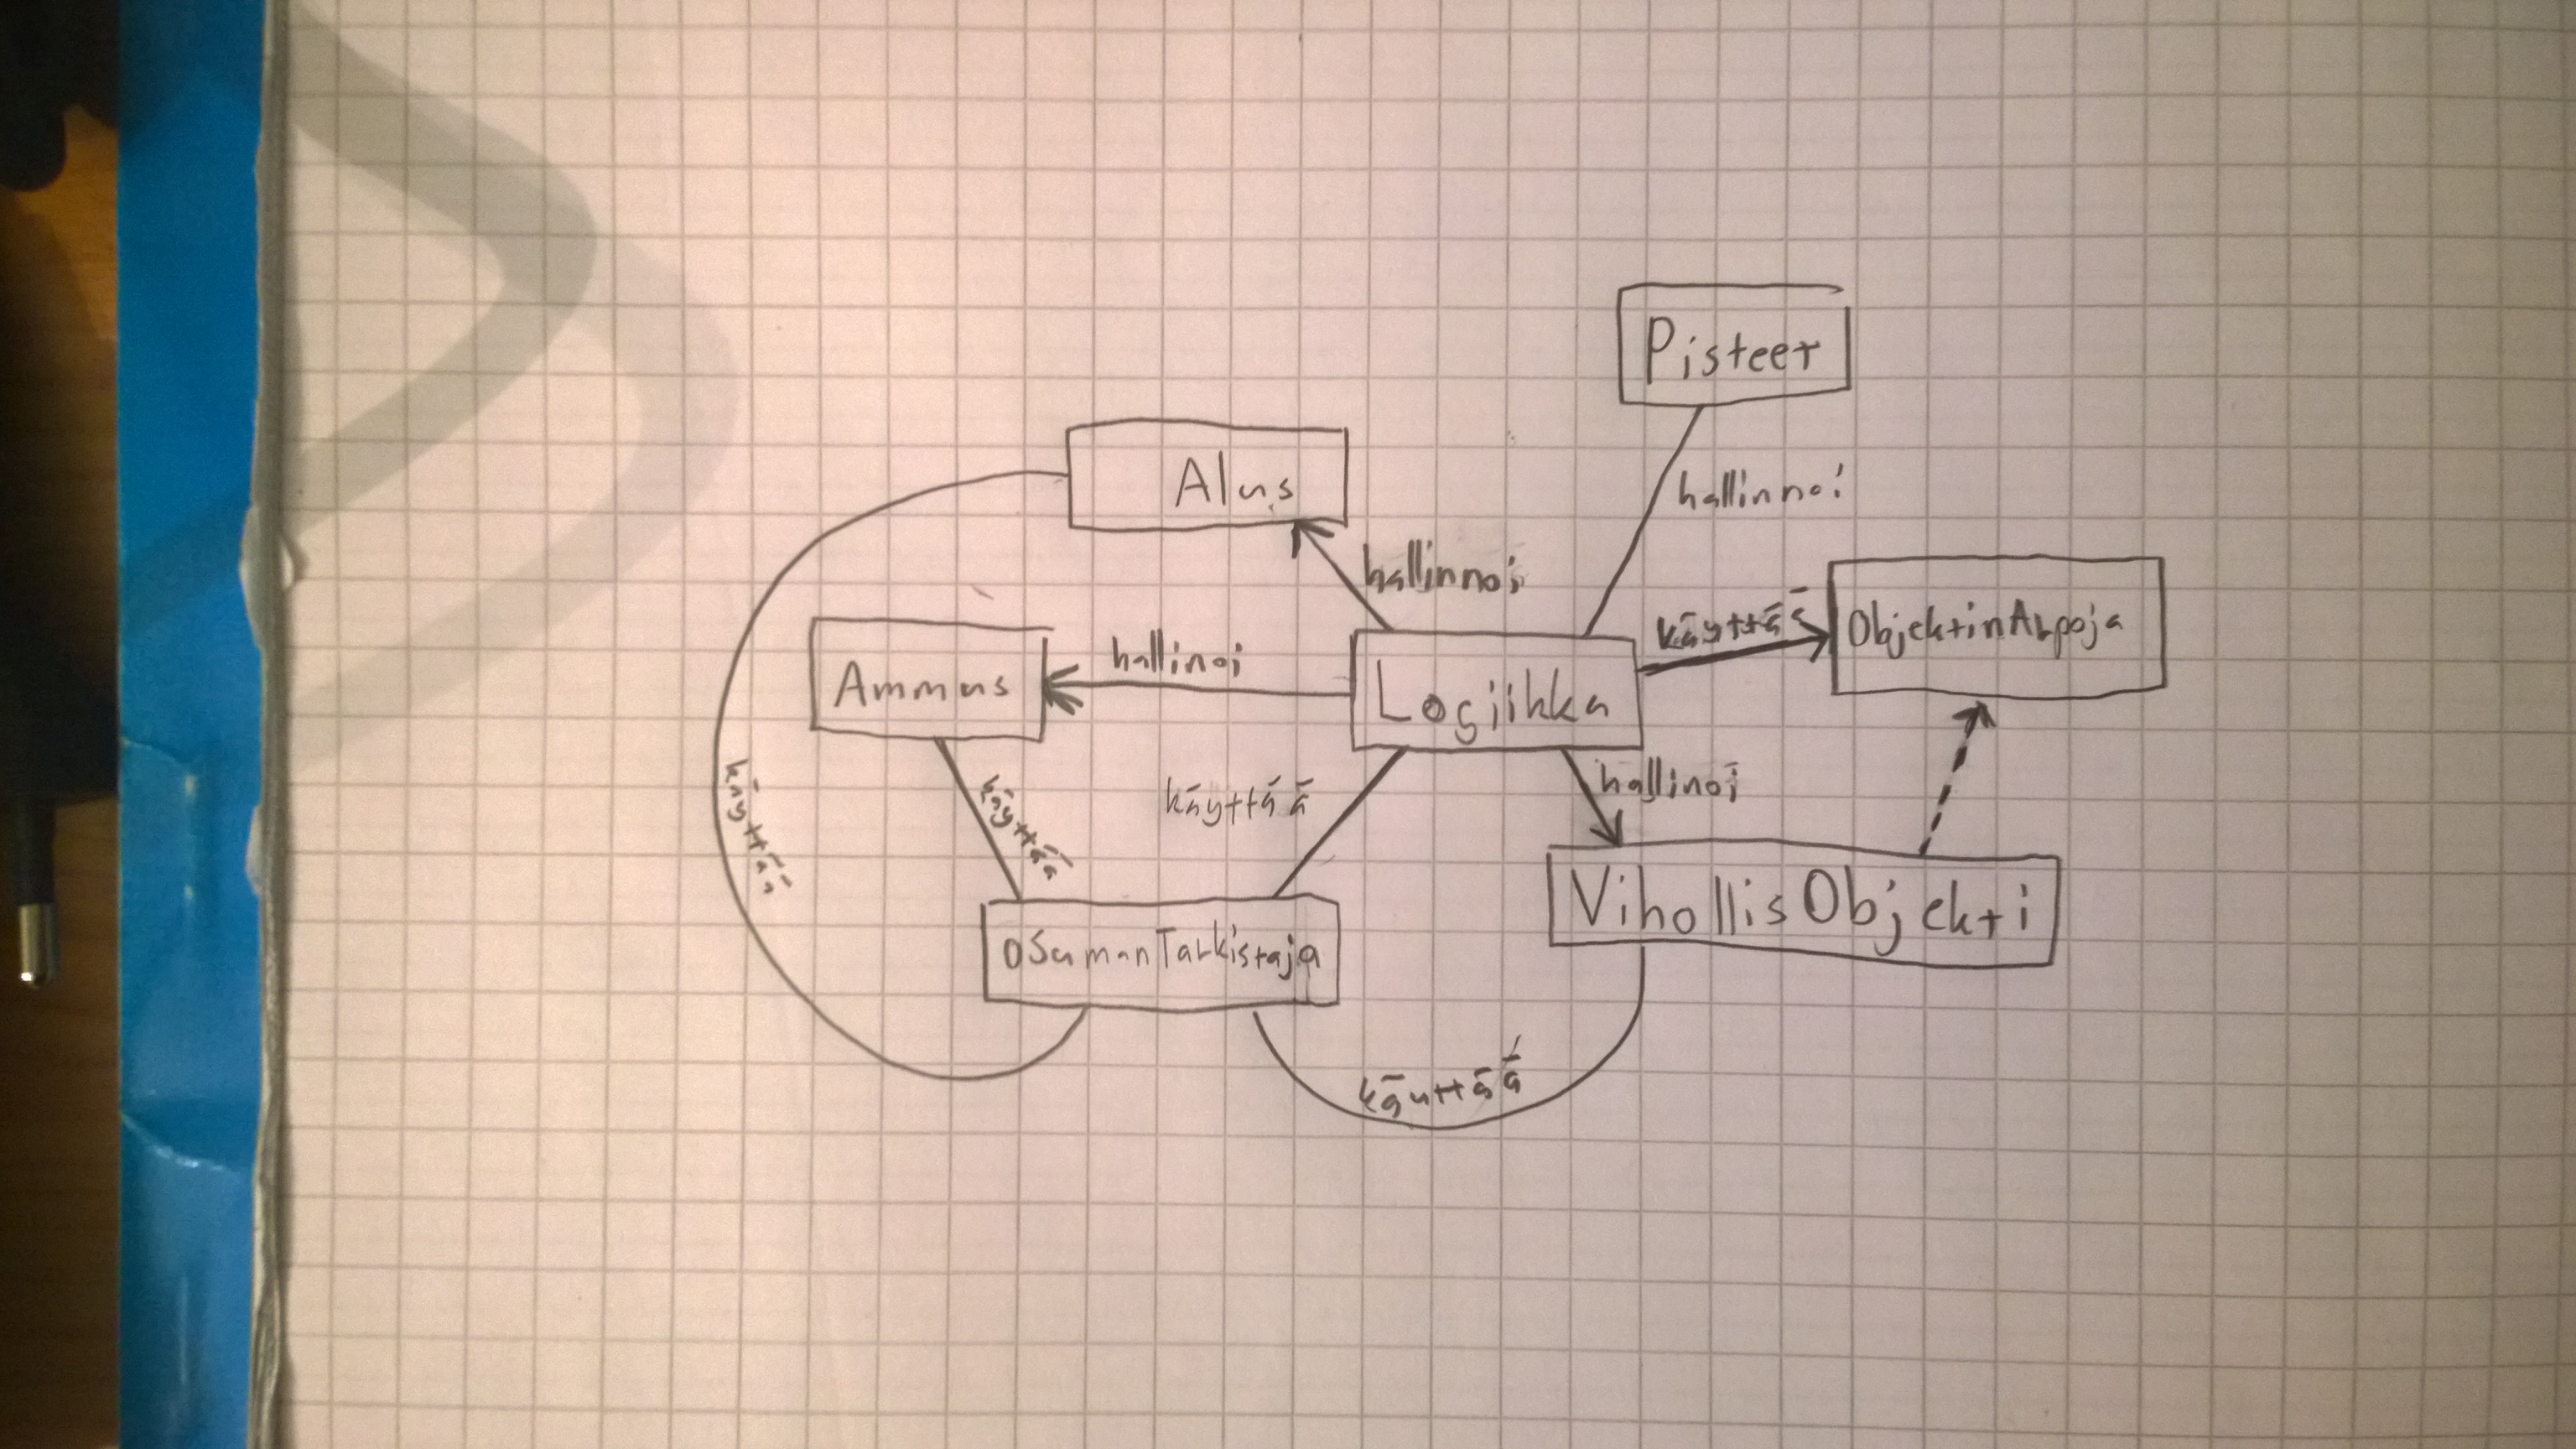 Pisteet
hallinnoi
Alus
hallinnoi
käyttää
ObjektinArpoja
Ammus
hallinoi
Logiikka
käyttää
käyttää
käyttää
hallinoi
VihollisObjekti
OsumanTarkistaja
käyttää